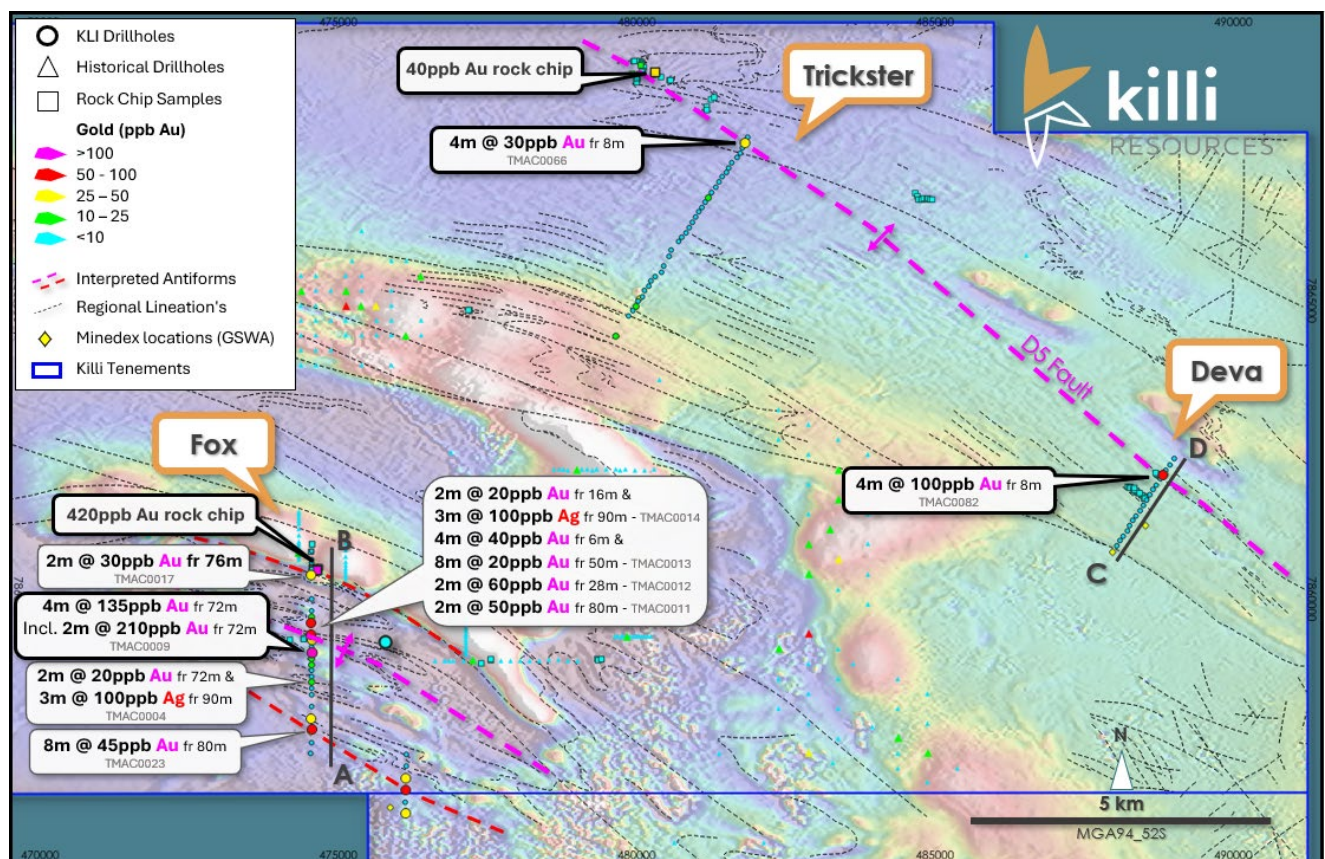 475000
480000
485000
490000
KLI Drillholes
Historical Drillholes
Rock Chip Samples
Gold (ppb Au)
>100
50 - 100
25 – 50
10 – 25
<10
Interpreted Antiforms
Regional Lineation's
Minedex locations (GSWA)
Killi Tenements
40ppb Au rock chip
Trickster
killi
RESOURCES
4m @ 30ppb Au fr 8m
TMAC0066
7865000
D5 Fault
Deva
D
4m @ 100ppb Au fr 8m
TMAC0082
C
Fox
420ppb Au rock chip
B
2m @ 30ppb Au fr 76m
TMAC0017
4m @ 135ppb Au fr 72m
Incl. 2m @ 210ppb Au fr 72m
TMAC0009
2m @ 20ppb Au fr 72m &
3m @ 100ppb Ag fr 90m
TMAC0004
8m @ 45ppb Au fr 80m
TMAC0023
A
2m @ 20ppb Au fr 16m &
3m @ 100ppb Ag fr 90m - TMAC0014
4m @ 40ppb Au fr 6m &
8m @ 20ppb Au fr 50m - TMAC0013
2m @ 60ppb Au fr 28m - TMAC0012
2m @ 50ppb Au fr 80m - TMAC0011
7860000
N
5 km
MGA94_52S
470000
475000
480000
485000
490000